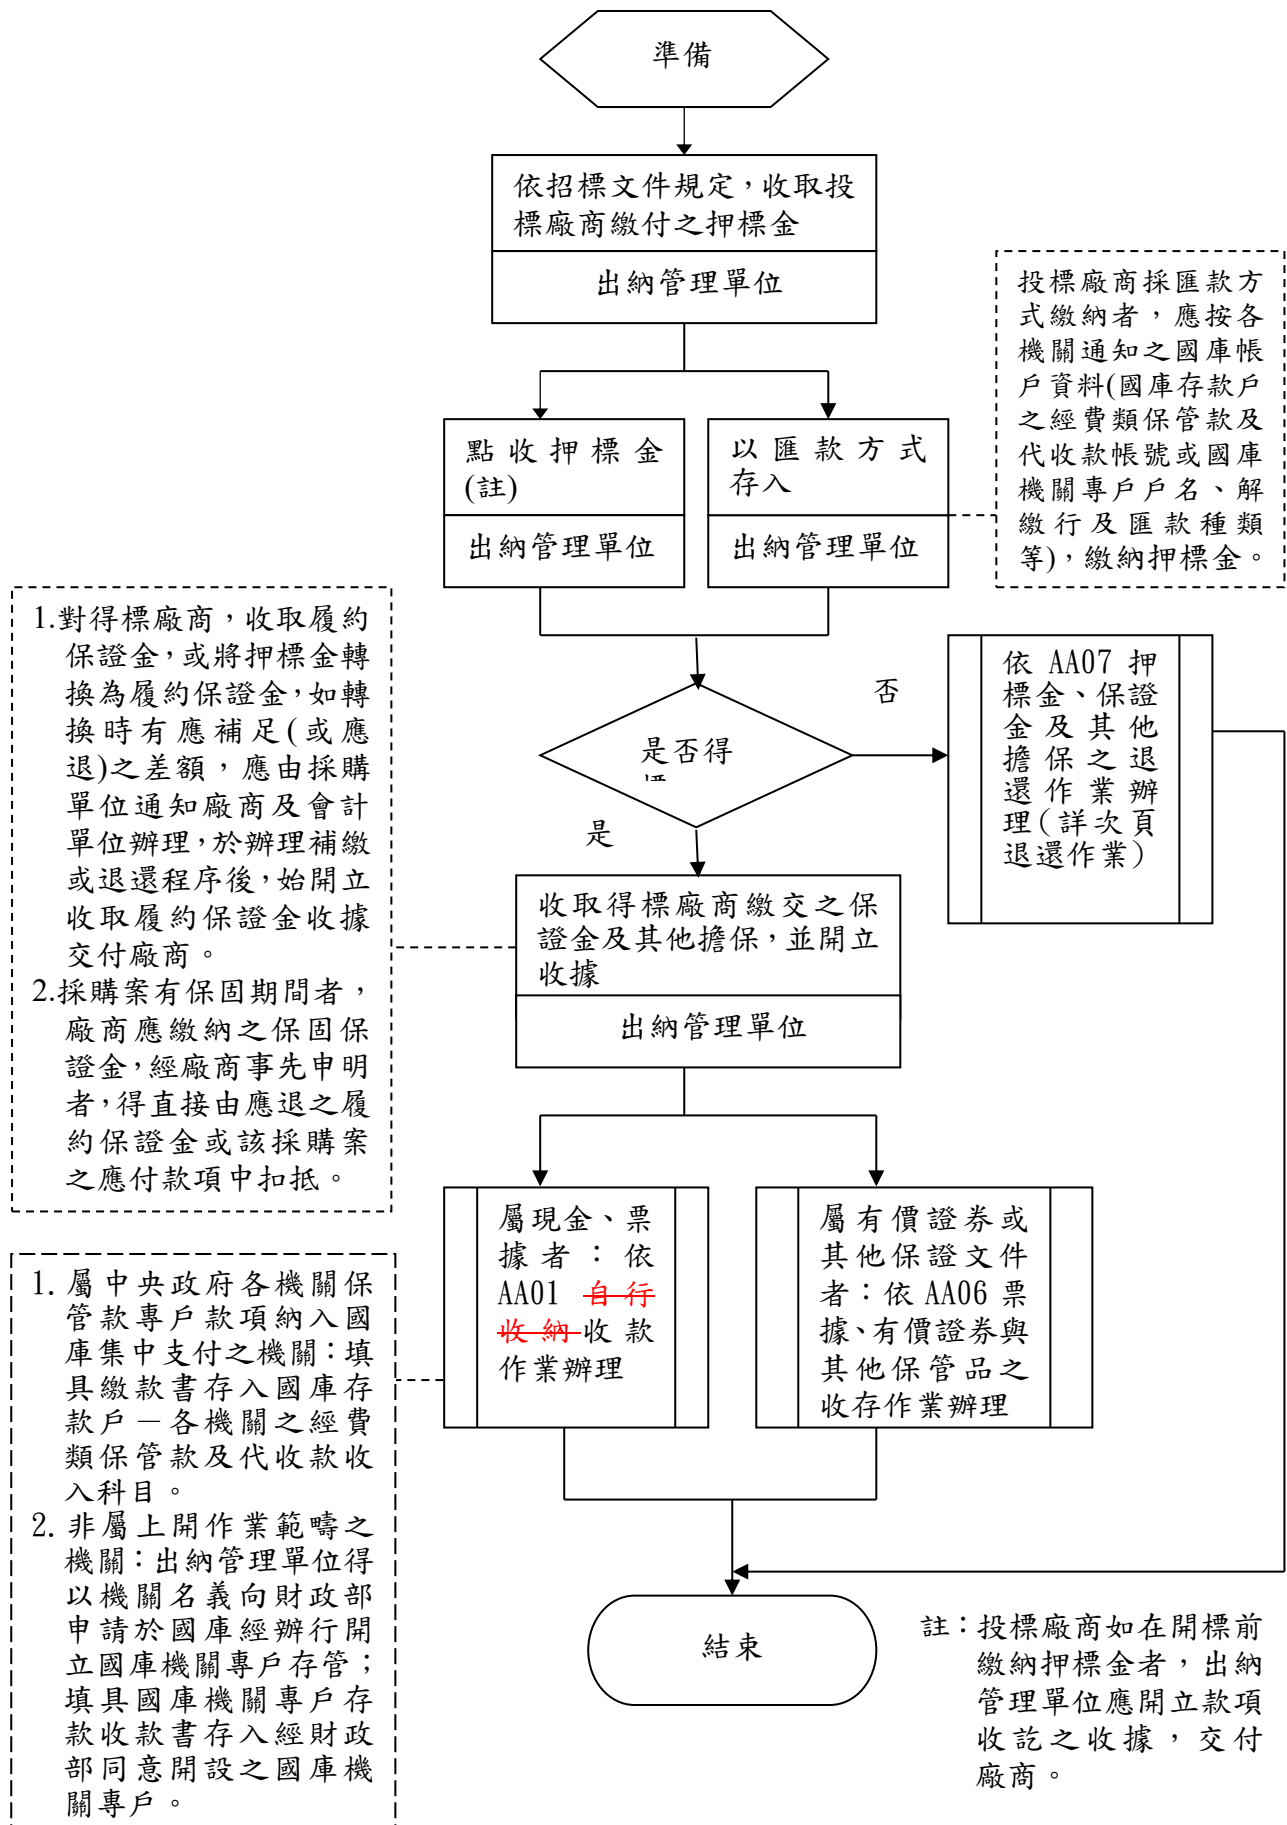 準備
依招標文件規定，收取投
標廠商繳付之押標金
出納管理單位
投標廠商採匯款方
式繳納者，應按各
機關通知之國庫帳
戶資料(國庫存款戶
之經費類保管款及
代收款帳號或國庫
機關專戶戶名、解
繳行及匯款種類
等)，繳納押標金。
點收押標金
(註)
出納管理單位
以匯款方式
存入
出納管理單位
1.對得標廠商，收取履約
保證金，或將押標金轉
換為履約保證金，如轉
換時有應補足(或應
退)之差額，應由採購
單位通知廠商及會計
單位辦理，於辦理補繳
或退還程序後，始開立
收取履約保證金收據
交付廠商。
2.採購案有保固期間者，
廠商應繳納之保固保
證金，經廠商事先申明
者，得直接由應退之履
約保證金或該採購案
之應付款項中扣抵。
是否得
否
是
依 AA07 押
標金、保證
金及其他
擔保之退
還作業辦
理(詳次頁
退還作業)
收取得標廠商繳交之保
證金及其他擔保，並開立
收據
出納管理單位
屬現金、票
據者：依
AA01 自行
收納收款
作業辦理
屬有價證券或
其他保證文件
者：依 AA06 票
據、有價證券與
其他保管品之
收存作業辦理
1. 屬中央政府各機關保
管款專戶款項納入國
庫集中支付之機關：填
具繳款書存入國庫存
款戶－各機關之經費
類保管款及代收款收
入科目。
2. 非屬上開作業範疇之
機關：出納管理單位得
以機關名義向財政部
申請於國庫經辦行開
立國庫機關專戶存管；
填具國庫機關專戶存
款收款書存入經財政
部同意開設之國庫機
關專戶。
結束
註：投標廠商如在開標前
繳納押標金者，出納
管理單位應開立款項
收訖之收據，交付
廠商。